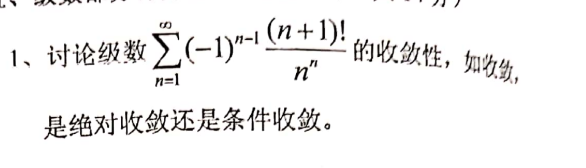 1、讨论级数 $\sum_{n=1}^{\infty}(-1)^{n-1}\frac{(n+1)!}{n^n}$ 的收敛性，如收敛，
是绝对收敛还是条件收敛。